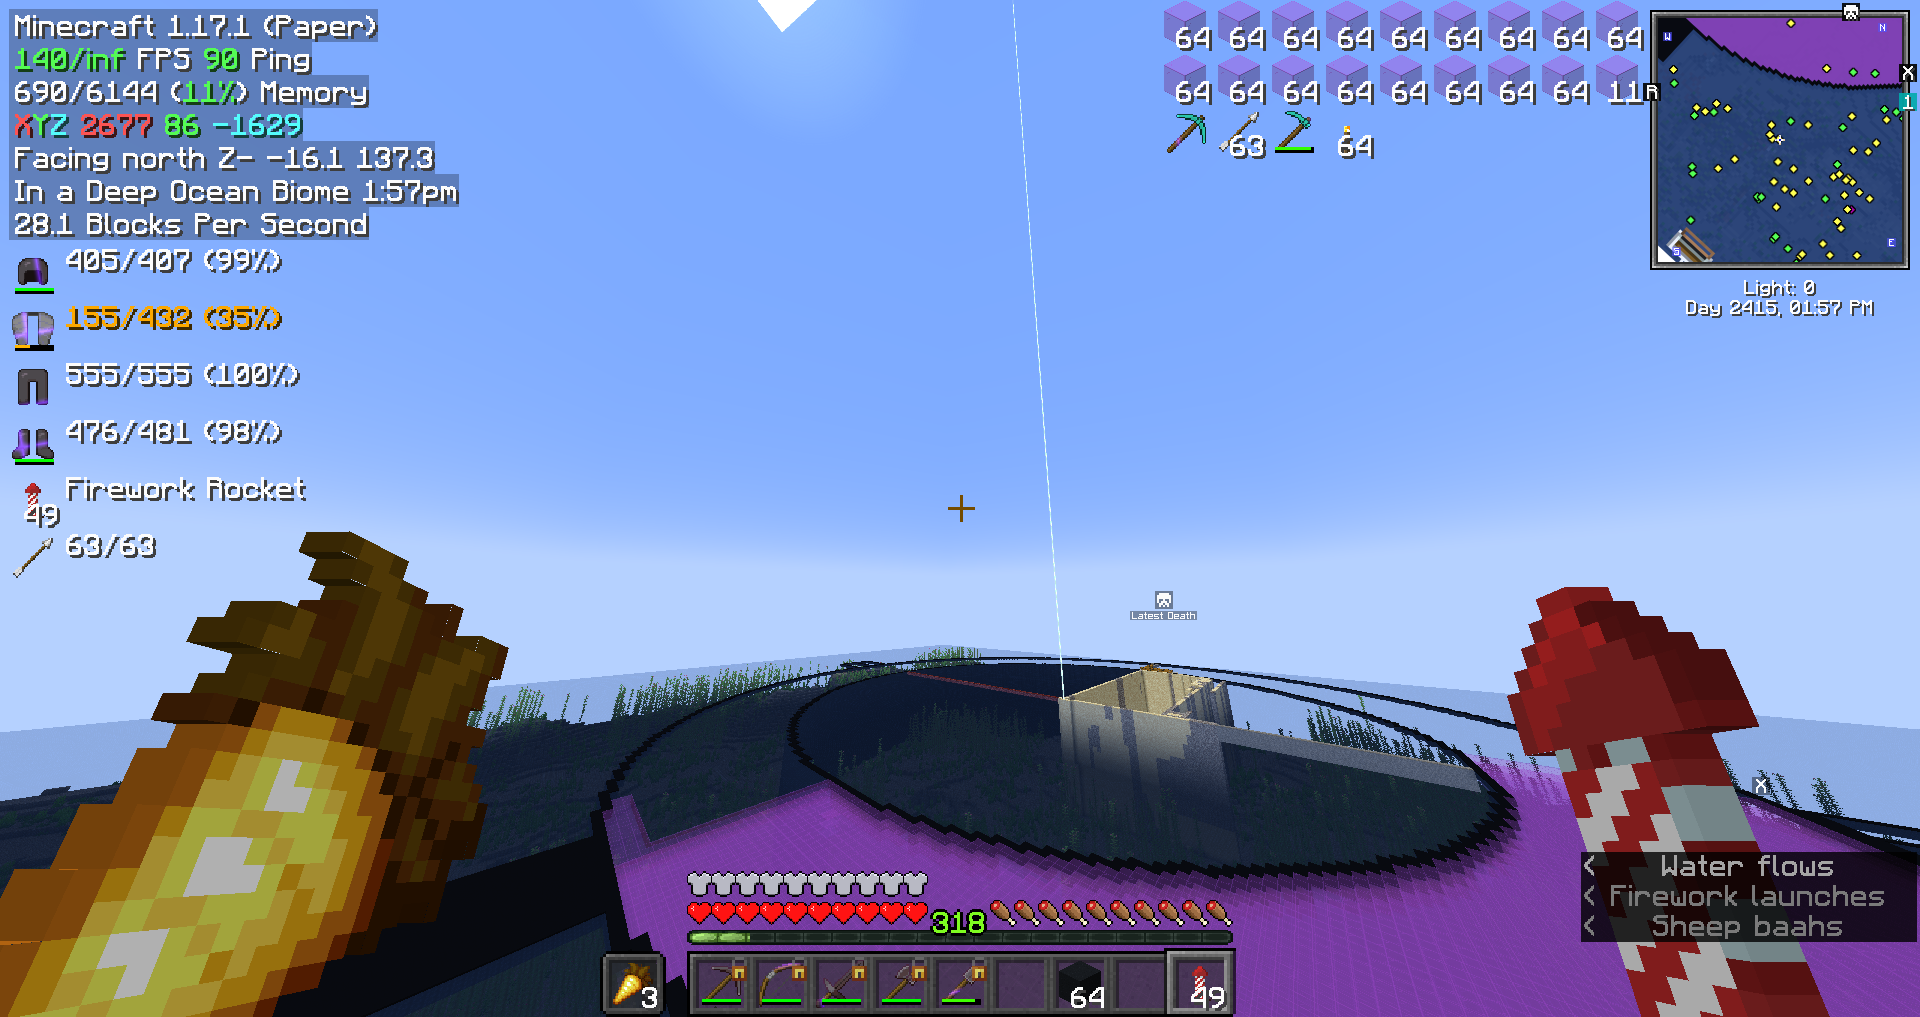 Minecraft 1.17.1 (Paper)
140/inf FPS 90 Ping
690/6144 (11%) Memory
XYZ 2677 86 -1629
Facing north Z- -16.1 137.3
In a Deep Ocean Biome 1:57pm
28.1 Blocks Per Second
405/407 (99%)
155/432 (35%)
555/555 (100%)
476/481 (98%)
Firework Rocket
49
63/63
64 64 64 64 64 64 64 64 64
64 64 64 64 64 64 64 64 11
63 64
W N
R X
1
S E
Light: 0
Day 2415, 01:57 PM
Latest Death
X
< Water flows
< Firework launches
< Sheep baahs
318
3 64 49